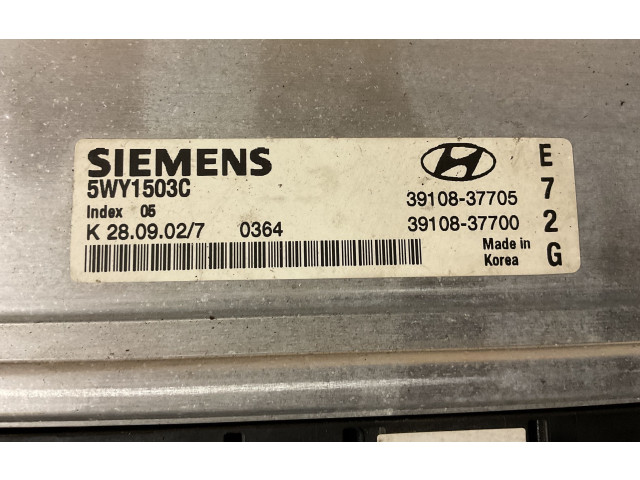 SIEMENS
5WY1503C
Index 05
K 28.09.02/7 0364
39108-37705
39108-37700
Made in
Korea
E
7
2
G